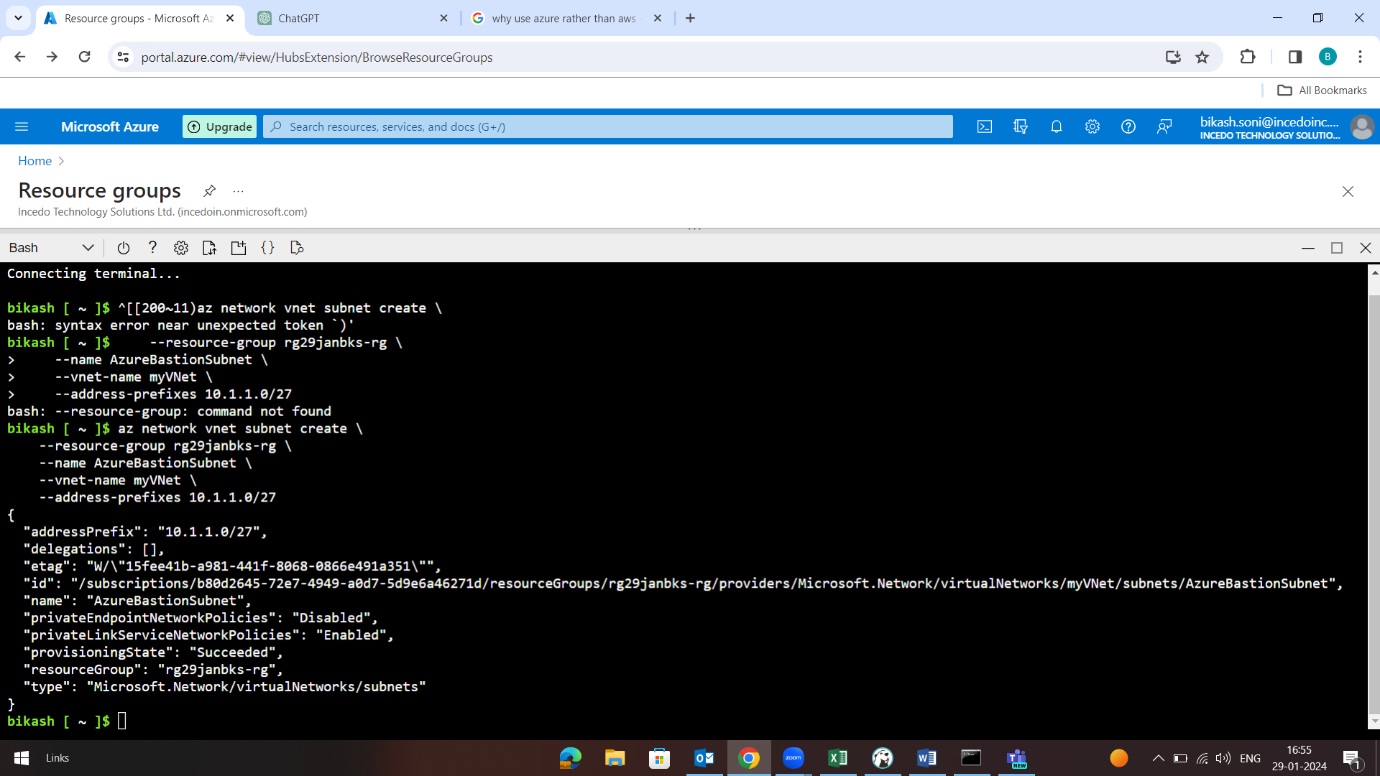 Resource groups - Microsoft Az
ChatGPT
why use azure rather than aws
portal.azure.com/#view/HubsExtension/BrowseResourceGroups
B
All Bookmarks
Microsoft Azure
Upgrade
Search resources, services, and docs (G+/)
bikash.soni@incedoinc....
INCEDO TECHNOLOGY SOLUTIO...
Home >
Resource groups
...
Incedo Technology Solutions Ltd. (incedoin.onmicrosoft.com)
Bash
Connecting terminal...
bikash [ ~ ]$ ^[[200~11)az network vnet subnet create \
bash: syntax error near unexpected token `)'
bikash [ ~ ]$     --resource-group rg29janbks-rg \
>     --name AzureBastionSubnet \
>     --vnet-name myVNet \
>     --address-prefixes 10.1.1.0/27
bash: --resource-group: command not found
bikash [ ~ ]$ az network vnet subnet create \
    --resource-group rg29janbks-rg \
    --name AzureBastionSubnet \
    --vnet-name myVNet \
    --address-prefixes 10.1.1.0/27
{
  "addressPrefix": "10.1.1.0/27",
  "delegations": [],
  "etag": "W/\"15fee41b-a981-441f-8068-0866e491a351\"",
  "id": "/subscriptions/b80d2645-72e7-4949-a0d7-5d9e6a46271d/resourceGroups/rg29janbks-rg/providers/Microsoft.Network/virtualNetworks/myVNet/subnets/AzureBastionSubnet",
  "name": "AzureBastionSubnet",
  "privateEndpointNetworkPolicies": "Disabled",
  "privateLinkServiceNetworkPolicies": "Enabled",
  "provisioningState": "Succeeded",
  "resourceGroup": "rg29janbks-rg",
  "type": "Microsoft.Network/virtualNetworks/subnets"
}
bikash [ ~ ]$
Links
zoom
NEW
ENG
16:55
29-01-2024
1